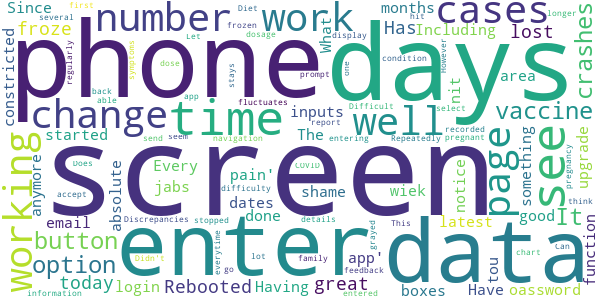 Since
several
Diet
frozen
Let
months
hit
first
longer
froze
number
work
What
display
Has
cases
Including
lost
constricted
symptoms
regularly
dosage
dose
stays
prompt
one
condition
However
area
crashes
phone
days
back
able
app
fluctuates
Difficult
select
nit
vaccine
change
time
inputs
report
well
working
started
send
seem
navigation
The
entering
Repeatedly
recorded
pregnant
page
see
something
upgrade
anymore
absolute
Does
Every
pain'
COVID
screen
shame
wiek
notice
pregnancy
accept
jabs
difficulty
dates
good
It
think
email
Discrepancies
stopped
done
details
This
latest
function
button
Didn't
everytime
enter
lot
family
app'
grayed
data
chart
Can
option
go
feedback
tou
today
login
Rebooted
Having
great
boxes
Have
oassword
information
entered